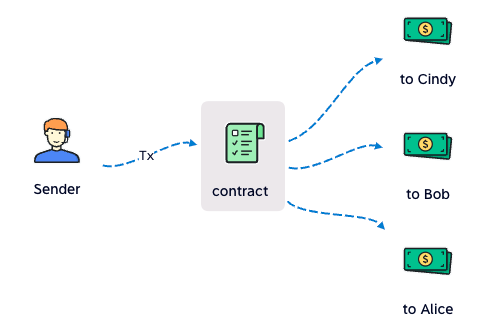 to Cindy
Tx
Sender
contract
to Bob
to Alice